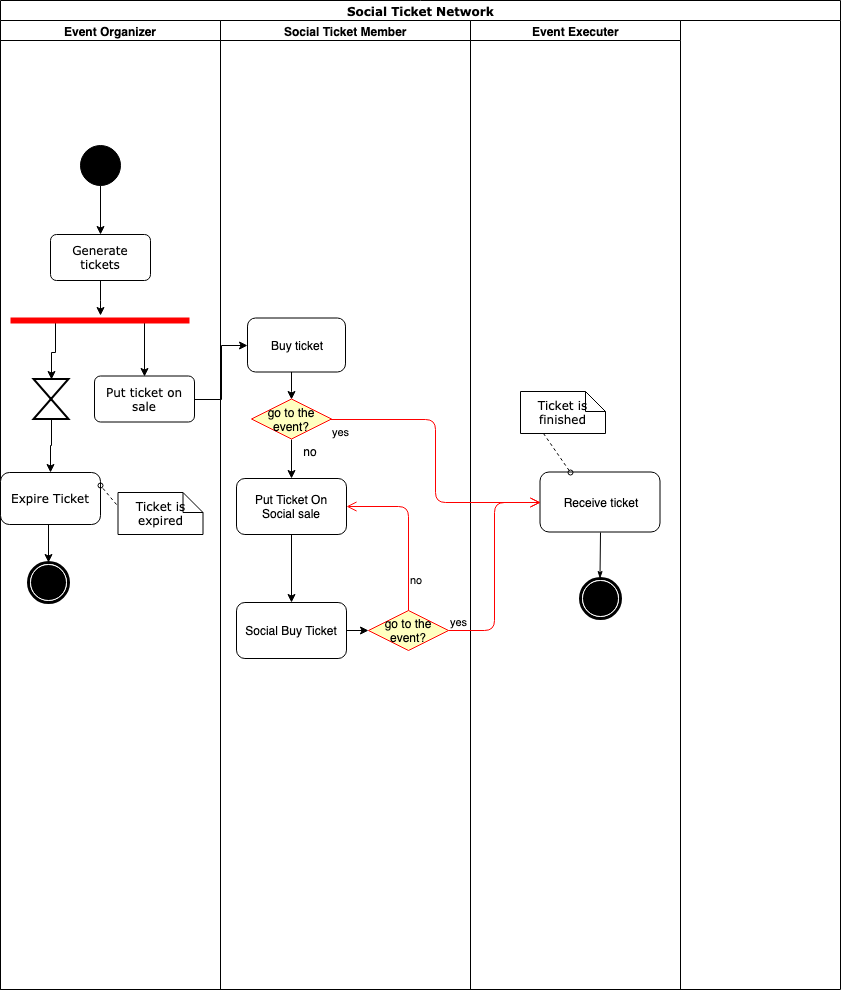 Social Ticket Network
Event Organizer
Social Ticket Member
Event Executer
Generate
tickets
Put ticket on
sale
Expire Ticket
Ticket is
expired
Buy ticket
go to the
event?
yes
no
Put Ticket On
Social sale
no
Social Buy Ticket
go to the
event?
yes
Ticket is
finished
Receive ticket